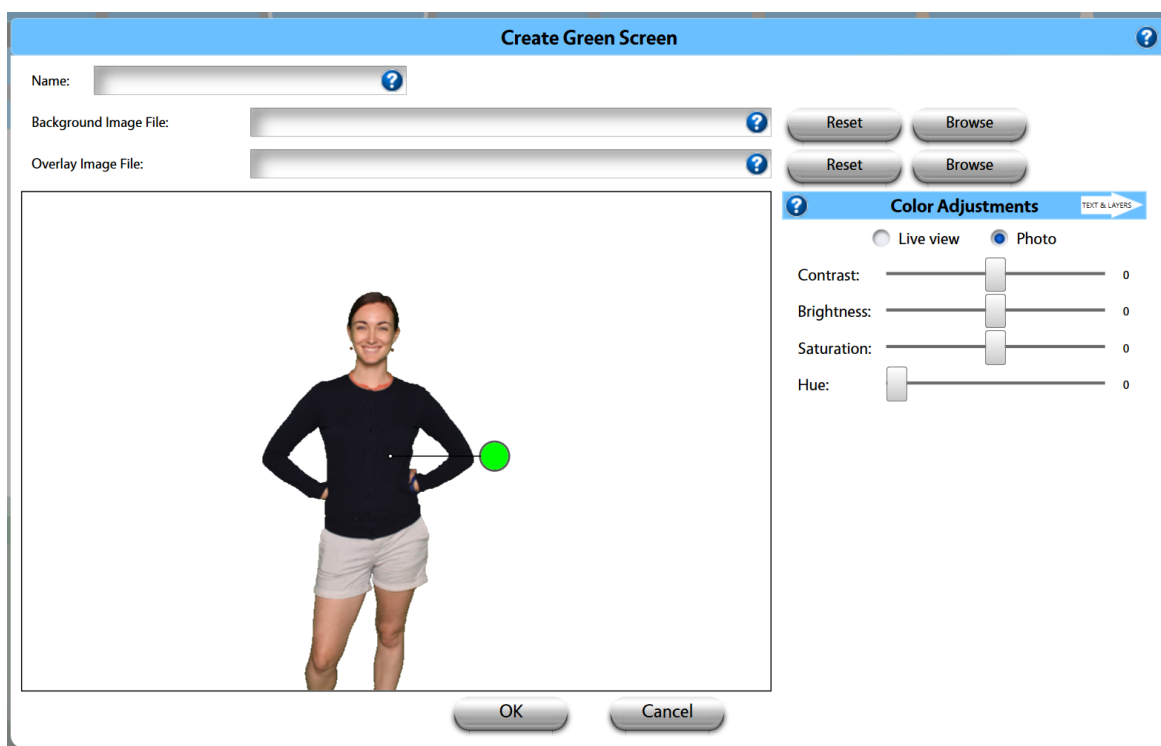 Create Green Screen
Name:
Background Image File:
Reset
Browse
Overlay Image File:
Reset
Browse
Color Adjustments
TEXT & LAYERS
Live view
Photo
Contrast:
0
Brightness:
0
Saturation:
0
Hue:
0
OK
Cancel